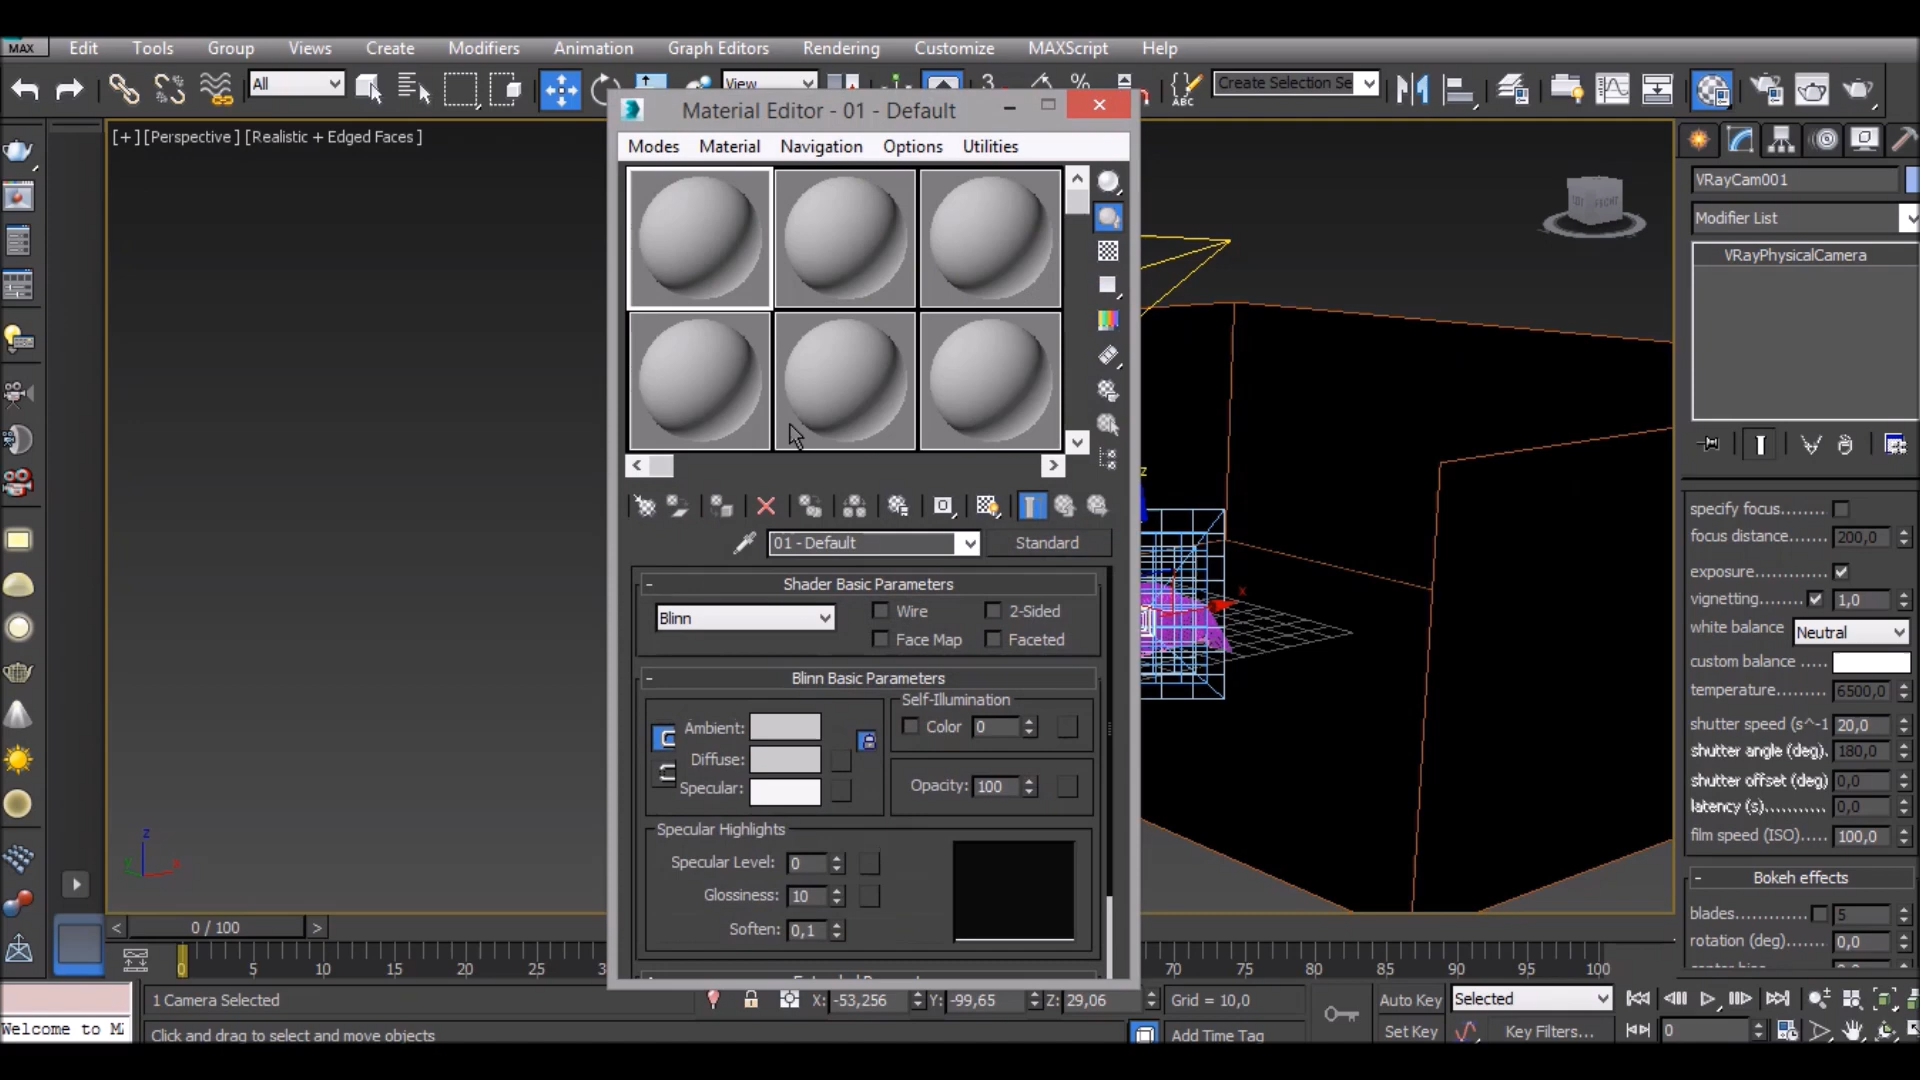 MAX Edit Tools Group Views Create Modifiers Animation Graph Editors Rendering Customize MAXScript Help
All View 3 % ABC Create Selection Se
Material Editor - 01 - Default
Modes Material Navigation Options Utilities
[+] [Perspective ] [Realistic + Edged Faces ]
VRayCam001
Modifier List
VRayPhysicalCamera
01 - Default Standard
- Shader Basic Parameters
Blinn Wire 2-Sided
Face Map Faceted
- Blinn Basic Parameters
Self-Illumination
Ambient: Color 0
Diffuse:
Specular: Opacity: 100
Specular Highlights
Specular Level: 0
Glossiness: 10
Soften: 0,1
specify focus.......
focus distance....... 200,0
exposure............
vignetting........ 1,0
white balance Neutral
custom balance .....
temperature......... 6500,0
shutter speed (s^-1 20,0
shutter angle (deg). 180,0
shutter offset (deg) 0,0
latency (s)........... 0,0
film speed (ISO)..... 100,0
- Bokeh effects
blades............ 5
rotation (deg)...... 0,0
z
x
z
x
< 0 / 100 >
0 5 10 15 20 25 3 70 75 80 85 90 95 100
1 Camera Selected X: -53,256 Y: -99,65 Z: 29,06 Grid = 10,0 Auto Key Selected
Welcome to M
Click and drag to select and move objects Add Time Tag Set Key Key Filters... 0